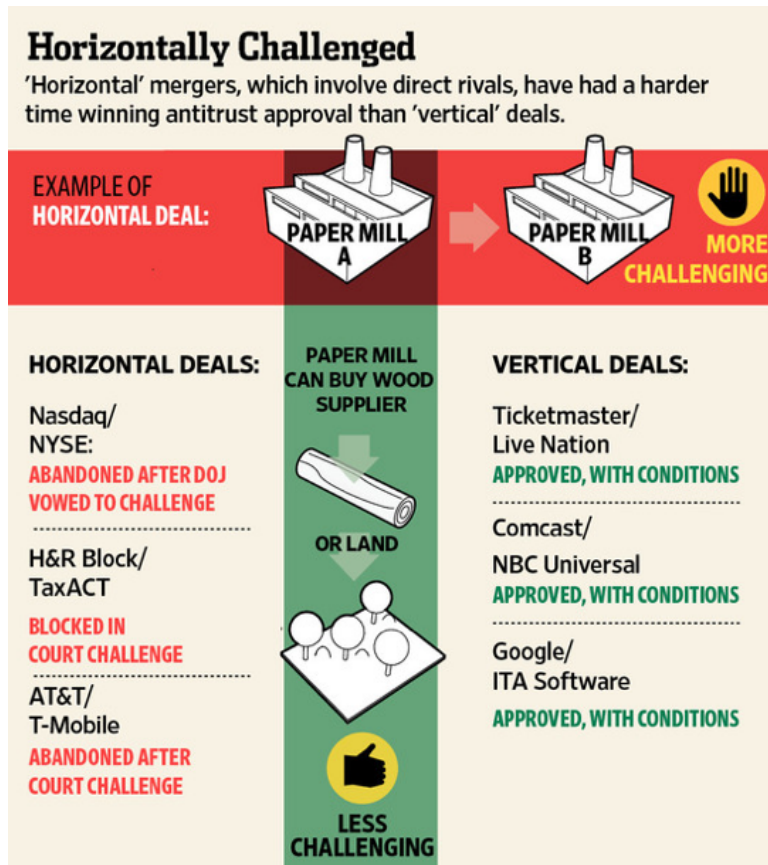 Horizontally Challenged
'Horizontal' mergers, which involve direct rivals, have had a harder
time winning antitrust approval than 'vertical' deals.
EXAMPLE OF
HORIZONTAL DEAL:
PAPER MILL
A
PAPER MILL
B
MORE
CHALLENGING
HORIZONTAL DEALS:
Nasdaq/
NYSE:
ABANDONED AFTER DOJ
VOWED TO CHALLENGE
H&R Block/
TaxACT
BLOCKED IN
COURT CHALLENGE
AT&T/
T-Mobile
ABANDONED AFTER
COURT CHALLENGE
PAPER MILL
CAN BUY WOOD
SUPPLIER
OR LAND
LESS
CHALLENGING
VERTICAL DEALS:
Ticketmaster/
Live Nation
APPROVED, WITH CONDITIONS
Comcast/
NBC Universal
APPROVED, WITH CONDITIONS
Google/
ITA Software
APPROVED, WITH CONDITIONS